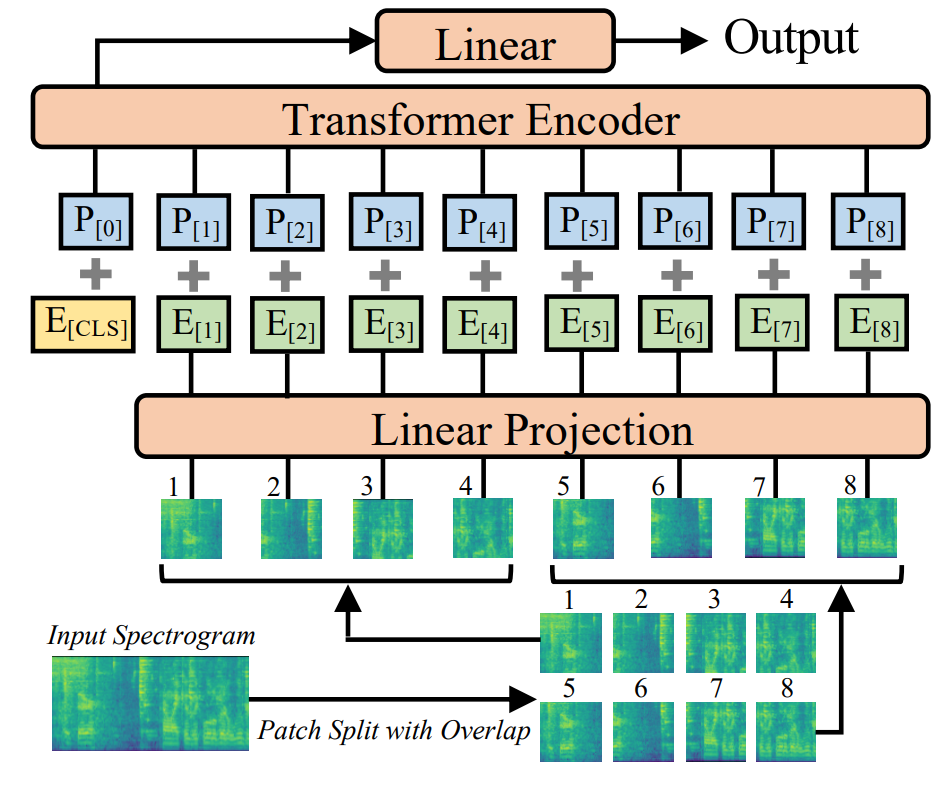 Linear Output
Transformer Encoder
P[0] P[1] P[2] P[3] P[4] P[5] P[6] P[7] P[8]
+ + + + + + + + +
E[CLS] E[1] E[2] E[3] E[4] E[5] E[6] E[7] E[8]
Linear Projection
1 2 3 4 5 6 7 8
1 2 3 4
Input Spectrogram
5 6 7 8
Patch Split with Overlap